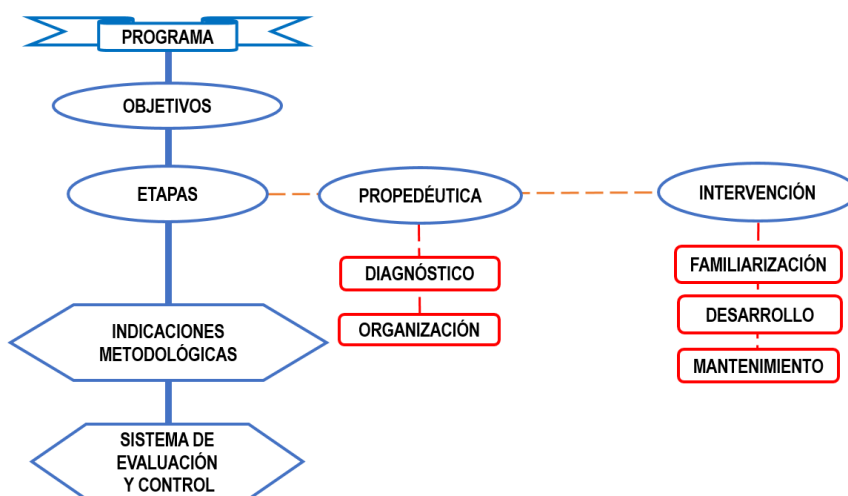 PROGRAMA
OBJETIVOS
ETAPAS
PROPEDÉUTICA
INTERVENCIÓN
DIAGNÓSTICO
ORGANIZACIÓN
FAMILIARIZACIÓN
DESARROLLO
MANTENIMIENTO
INDICACIONES
METODOLÓGICAS
SISTEMA DE
EVALUACIÓN
Y CONTROL